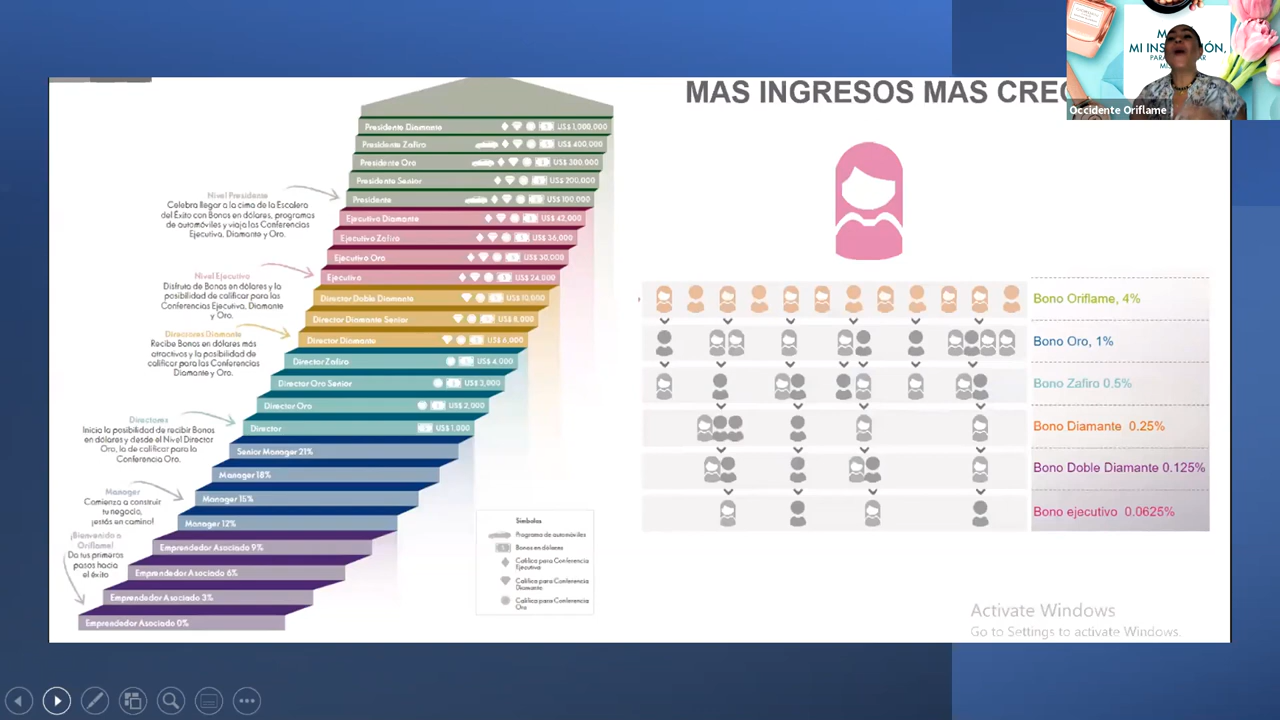 MAS INGRESOS MAS CREC
MI INS
ÓN,
Occidente Oriflame
Presidente Diamante US$ 1,000,000
Presidente Zafiro US$ 400,000
Presidente Oro US$ 300,000
Presidente Senior US$ 200,000
Presidente US$ 100,000
Ejecutivo Diamante US$ 42,000
Ejecutivo Zafiro US$ 36,000
Ejecutivo Oro US$ 30,000
Ejecutivo US$ 24,000
Director Doble Diamante US$ 10,000
Director Diamante Senior US$ 8,000
Director Diamante US$ 6,000
Director Zafiro US$ 4,000
Director Oro Senior US$ 3,000
Director Oro US$ 2,000
Director US$ 1,000
Senior Manager 21%
Manager 18%
Manager 15%
Manager 12%
Emprendedor Asociado 9%
Emprendedor Asociado 6%
Emprendedor Asociado 3%
Emprendedor Asociado 0%
Nivel Presidente
Celebra llegar a la cima de la Escalera
del Éxito con Bonos en dólares, programas
de automóviles y viaja las Conferencias
Ejecutiva, Diamante y Oro.
Nivel Ejecutivo
Disfruta de Bonos en dólares y la
posibilidad de calificar para las
Conferencias Ejecutiva, Diamante
y Oro.
Directores Diamante
Recibe Bonos en dólares más
atractivos y la posibilidad de
calificar para las Conferencias
Diamante y Oro.
Directores
Inicia la posibilidad de recibir Bonos
en dólares y desde el Nivel Director
Oro, la de calificar para la
Conferencia Oro.
Manager
Comienza a construir
tu negocio,
¡estás en camino!
¡Bienvenido a
Oriflame!
Da tus primeros
pasos hacia
el éxito
Símbolos
Programa de automóviles
Bonos en dólares
Califica para Conferencia
Ejecutiva
Califica para Conferencia
Diamante
Califica para Conferencia
Oro
Bono Oriflame, 4%
Bono Oro, 1%
Bono Zafiro 0.5%
Bono Diamante 0.25%
Bono Doble Diamante 0.125%
Bono ejecutivo 0.0625%
Activate Windows
Go to Settings to activate Windows.